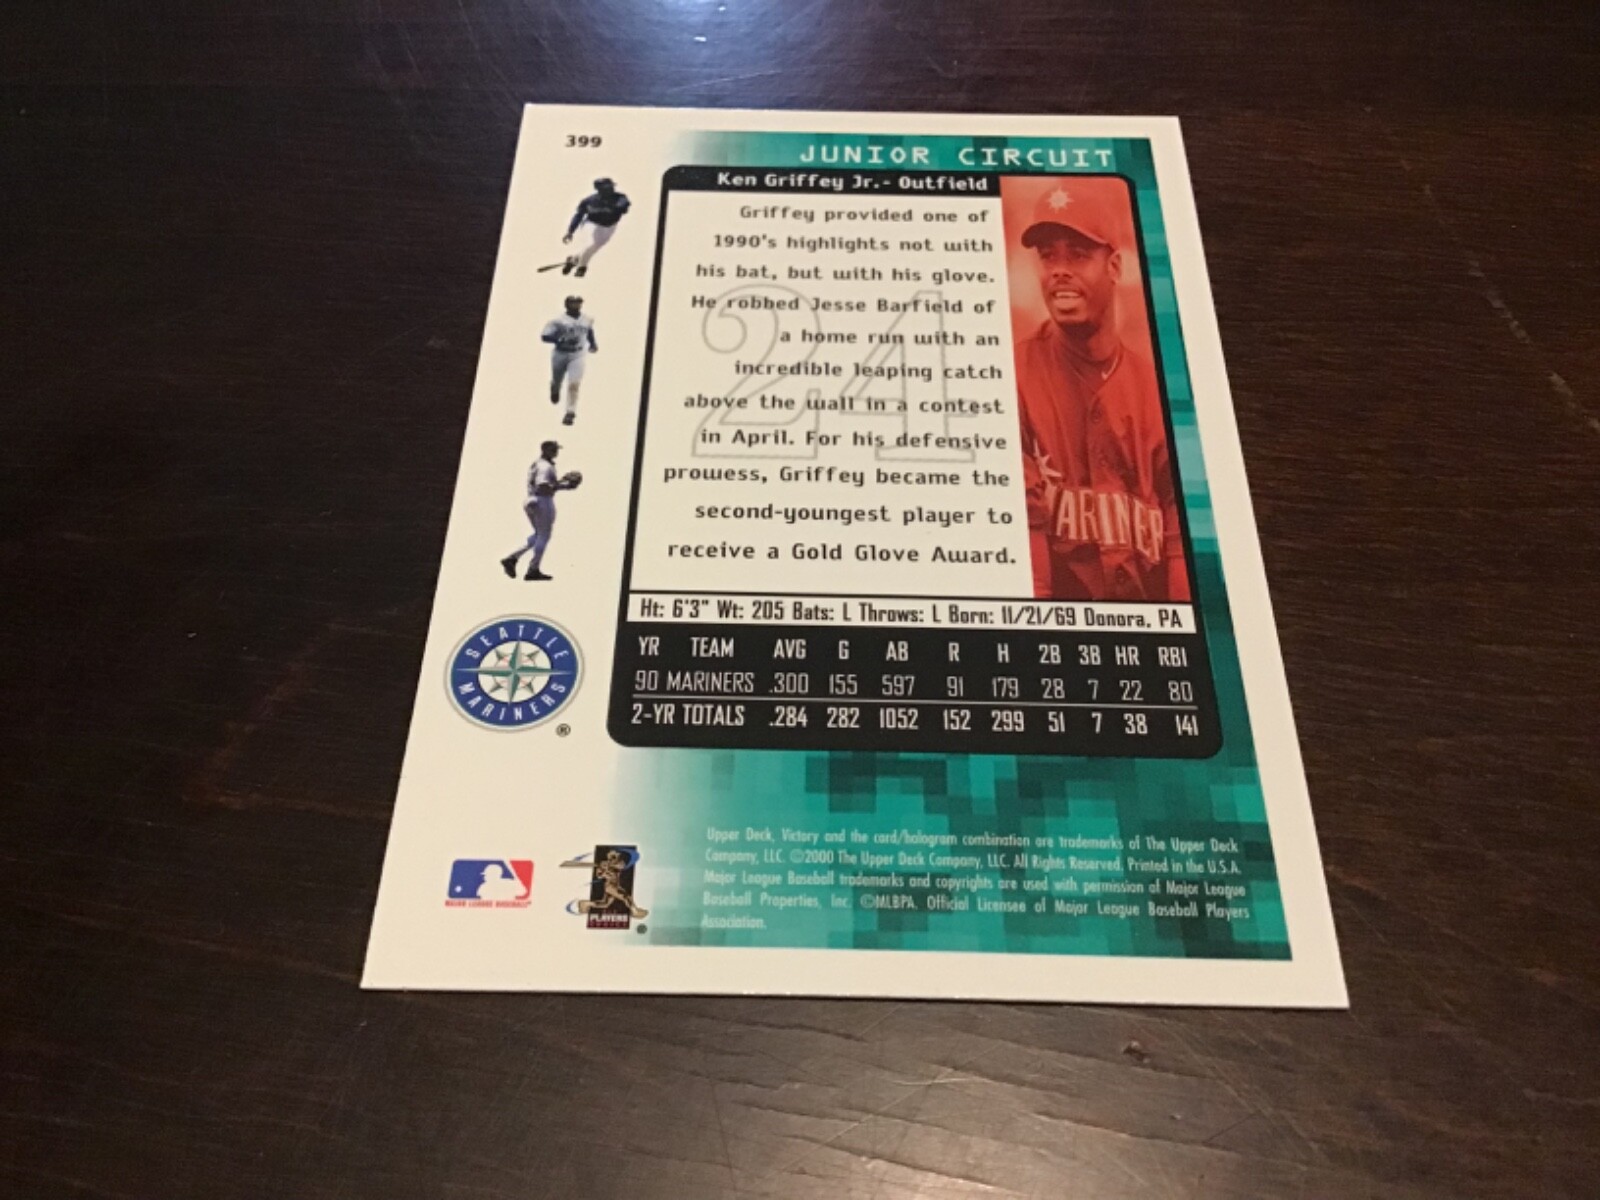 399
JUNIOR CIRCUIT
Ken Griffey Jr.- Outfield
24
Griffey provided one of
1990's highlights not with
his bat, but with his glove.
He robbed Jesse Barfield of
a home run with an
incredible leaping catch
above the wall in a contest
in April. For his defensive
prowess, Griffey became the
second-youngest player to
receive a Gold Glove Award.
MARINER
Ht: 6'3" Wt: 205 Bats: L Throws: L Born: 11/21/69 Donora, PA
YR TEAM AVG G AB R H 2B 3B HR RBI
90 MARINERS .300 155 597 91 179 28 7 22 80
2-YR TOTALS .284 282 1052 152 299 51 7 38 141
SEATTLE
MARINERS
®
Upper Deck, Victory and the card/hologram combination are trademarks of The Upper Deck
Company, LLC. ©2000 The Upper Deck Company, LLC. All Rights Reserved. Printed in the U.S.A.
Major League Baseball trademarks and copyrights are used with permission of Major League
Baseball Properties, Inc. ©MLBPA. Official Licensee of Major League Baseball Players
Association.
MAJOR LEAGUE BASEBALL
PLAYERS
CHOICE
®